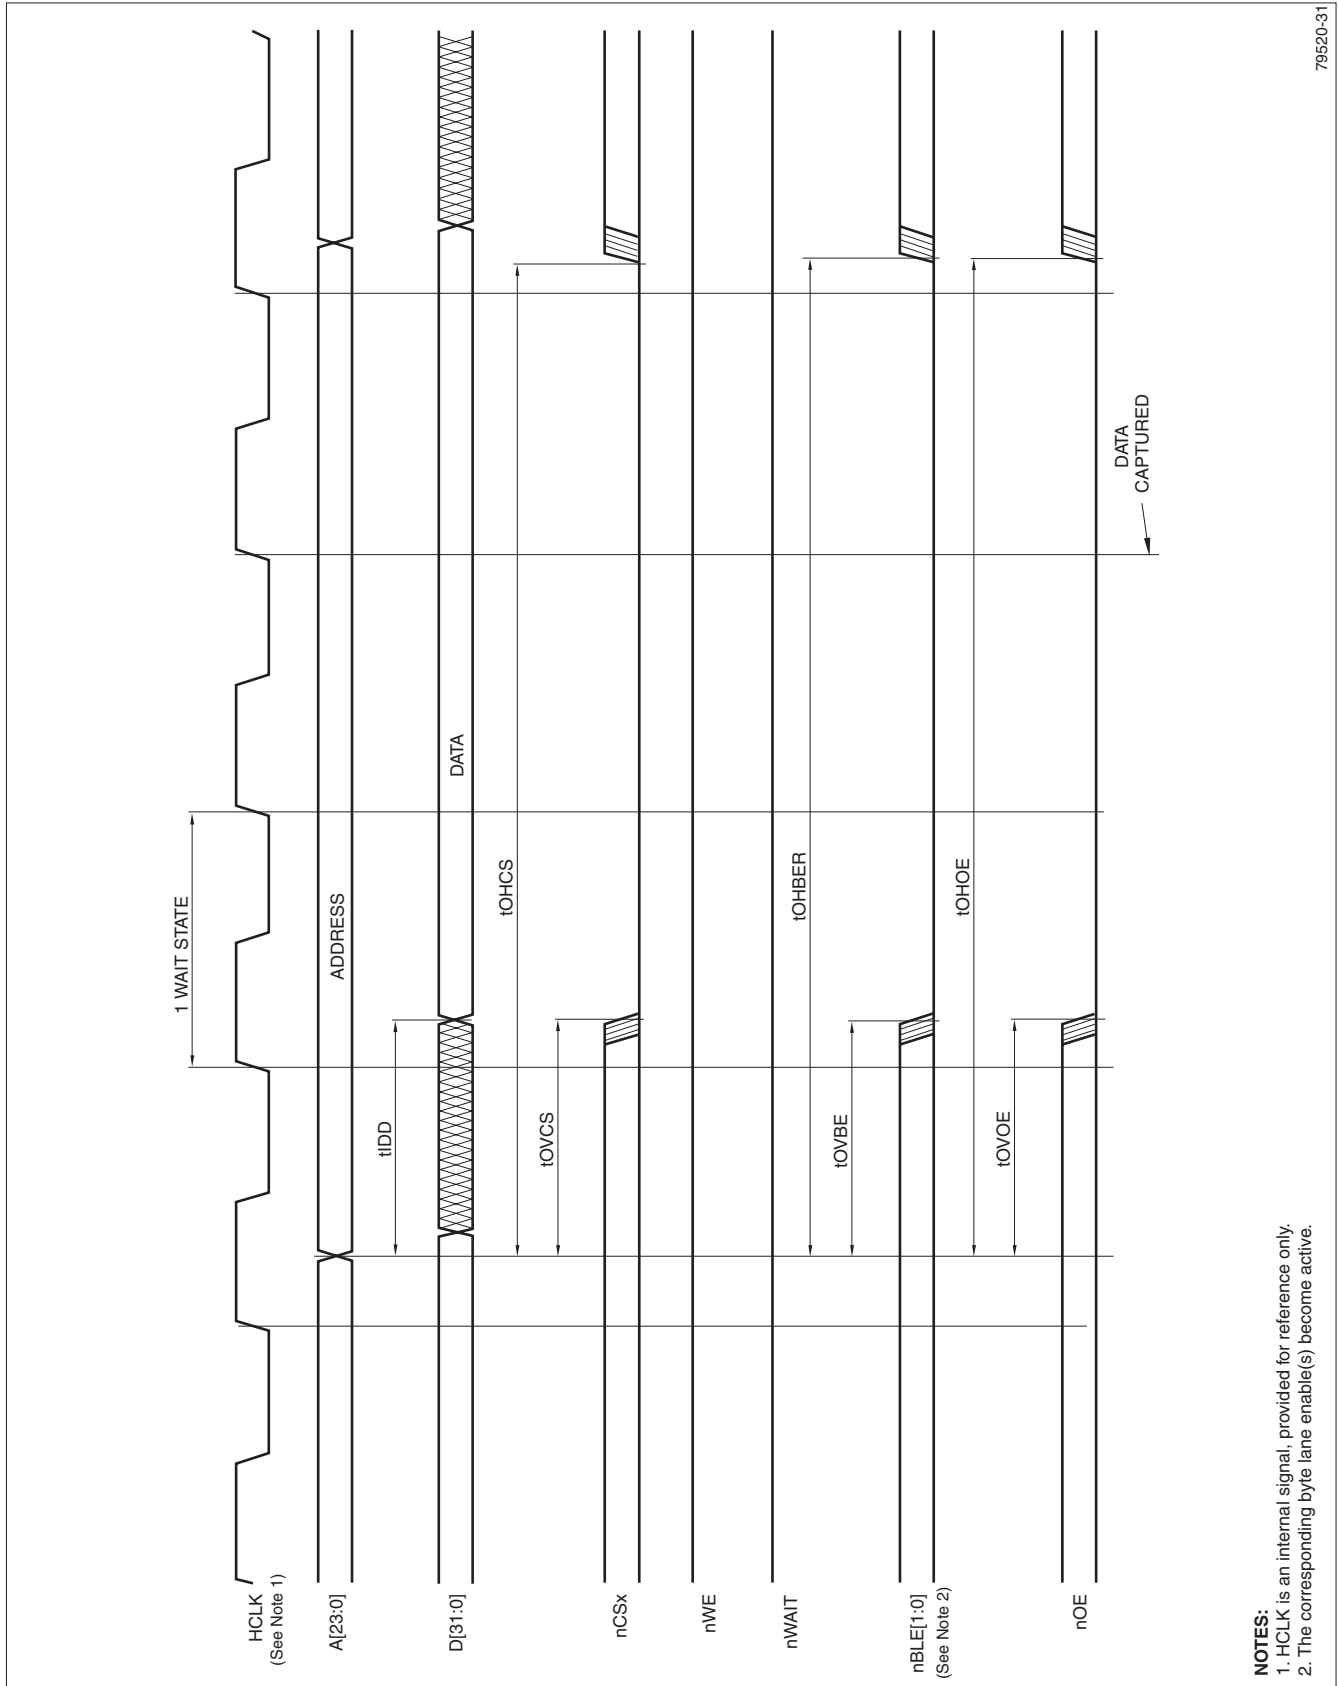 1 WAIT STATE
HCLK
(See Note 1)
A[23:0]
ADDRESS
tIDD
D[31:0]
DATA
tOHCS
tOVCS
nCSx
nWE
nWAIT
tOHBER
tOVBE
nBLE[1:0]
(See Note 2)
tOHOE
tOVOE
nOE
DATA
CAPTURED
NOTES:
1. HCLK is an internal signal, provided for reference only.
2. The corresponding byte lane enable(s) become active.
79520-31